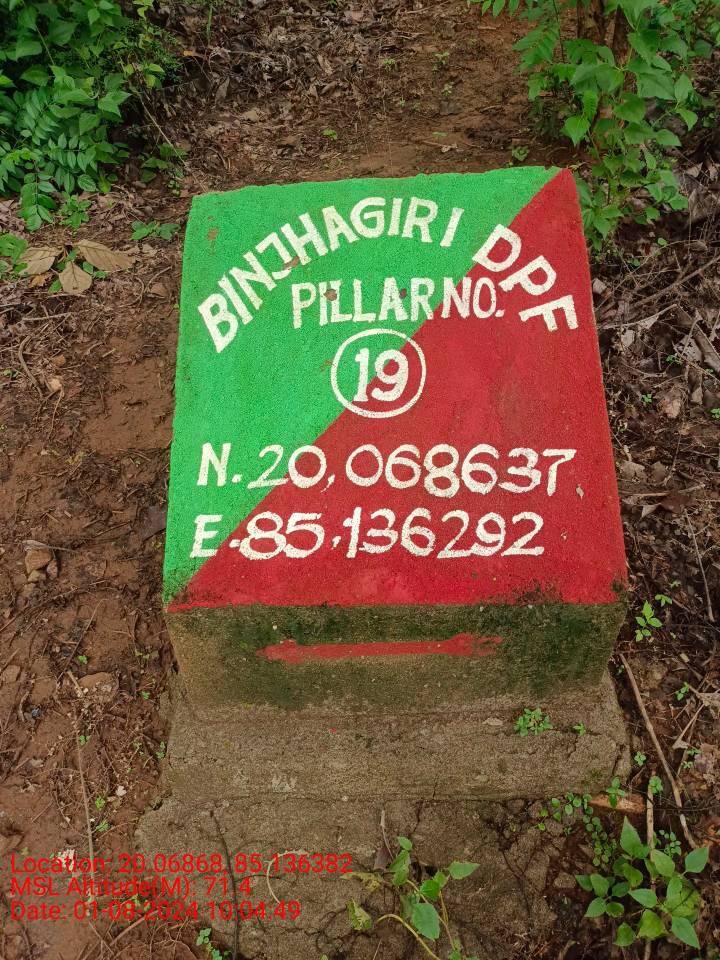 BINJHAGIRI DPF
PILLAR NO.
19
N. 20,068637
E. 85,136292
Location: 20.06868, 85.136382
MSL Altitude(M): 71.4
Date: 01-08-2024 10:04:49